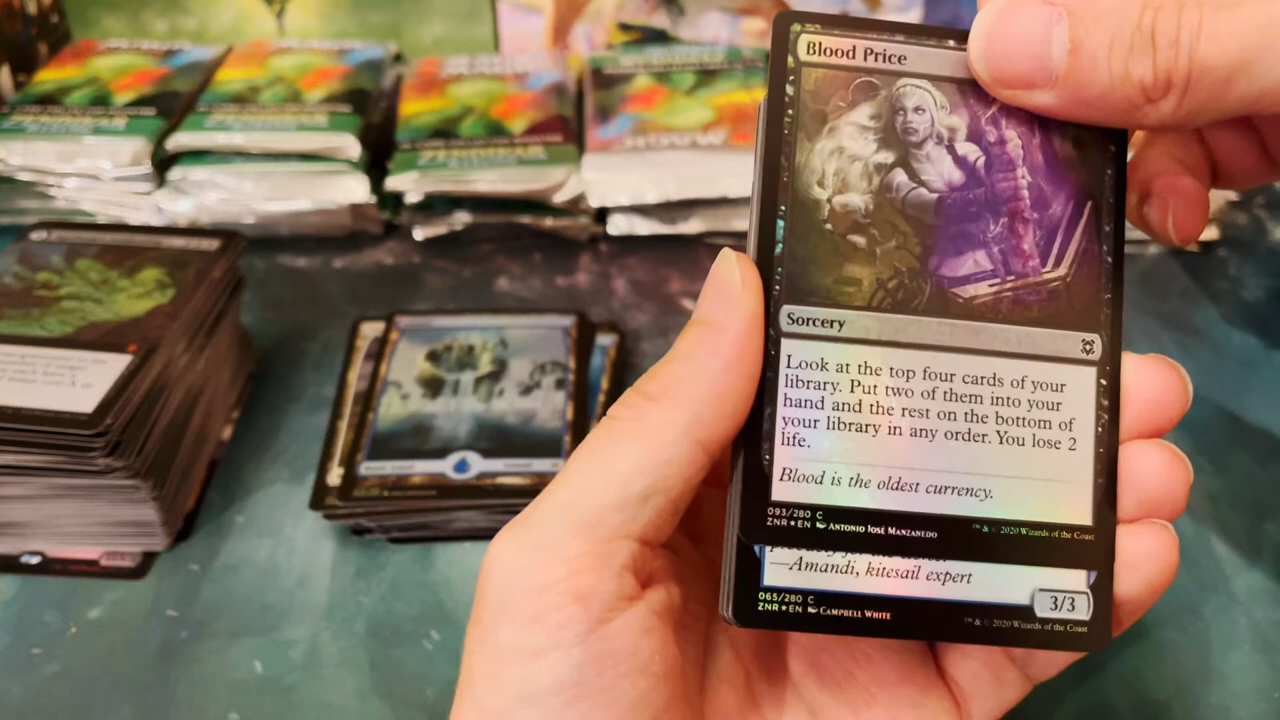 Blood Price
Sorcery
Look at the top four cards of your
library. Put two of them into your
hand and the rest on the bottom of
your library in any order. You lose 2
life.
Blood is the oldest currency.
093/280 C
ZNR★EN Antonio José Manzanedo
™ & © 2020 Wizards of the Coast
—Amandi, kitesail expert
3/3
065/280 C
ZNR★EN Campbell White
™ & © 2020 Wizards of the Coast